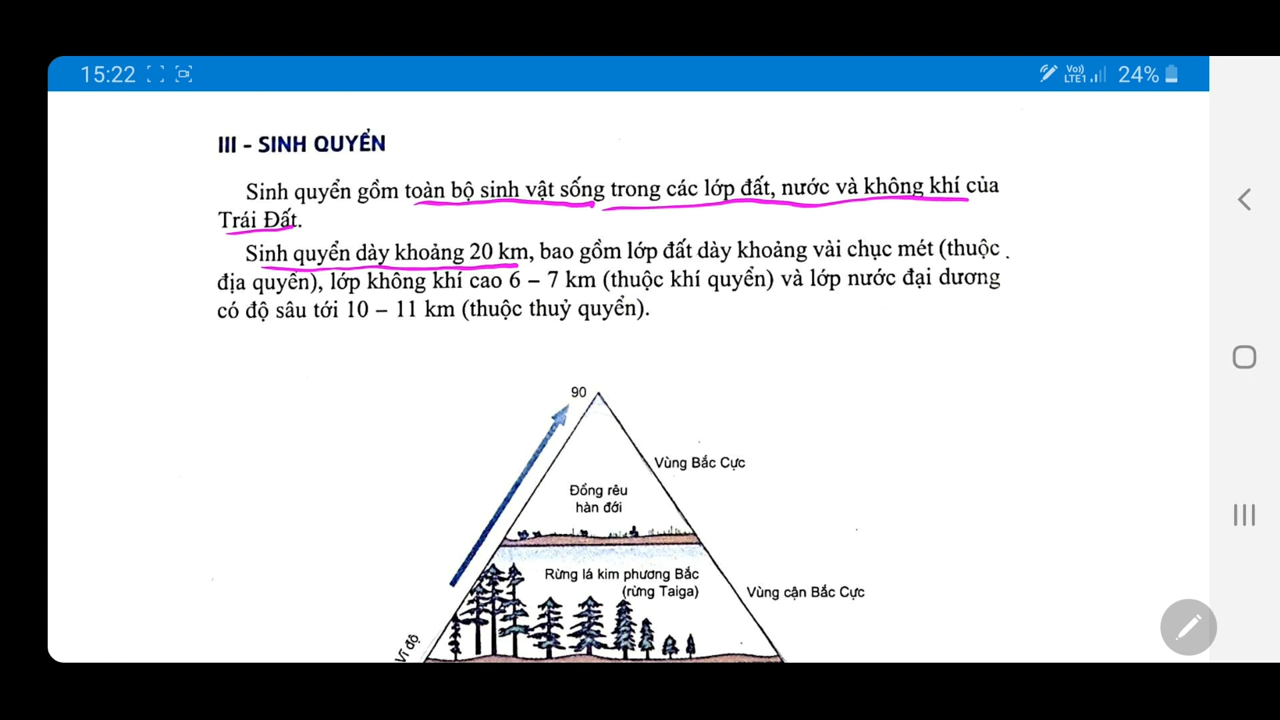 15:22
Vo)) LTE1 24%
III - SINH QUYỂN
Sinh quyển gồm toàn bộ sinh vật sống trong các lớp đất, nước và không khí của
Trái Đất.
Sinh quyển dày khoảng 20 km, bao gồm lớp đất dày khoảng vài chục mét (thuộc
địa quyển), lớp không khí cao 6 – 7 km (thuộc khí quyển) và lớp nước đại dương
có độ sâu tới 10 – 11 km (thuộc thuỷ quyển).
90
Vùng Bắc Cực
Đồng rêu
hàn đới
Rừng lá kim phương Bắc
(rừng Taiga)
Vùng cận Bắc Cực
Vĩ độ